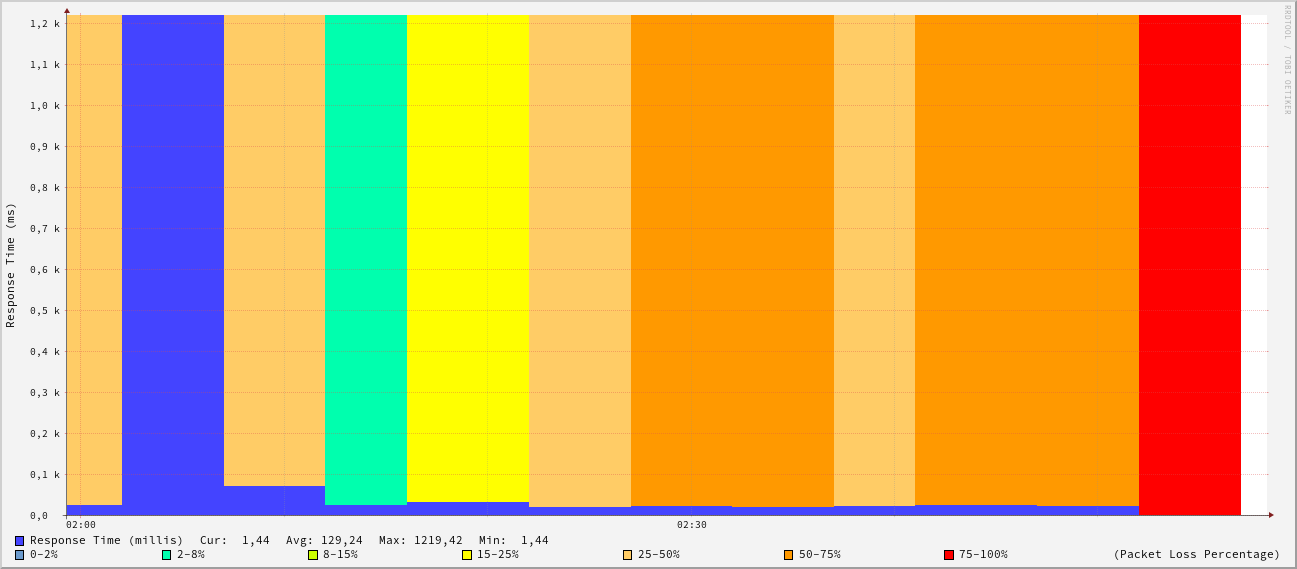 RRDTOOL / TOBI OETIKER
Response Time (ms)
1,2 k
1,1 k
1,0 k
0,9 k
0,8 k
0,7 k
0,6 k
0,5 k
0,4 k
0,3 k
0,2 k
0,1 k
0,0
02:00 02:30
Response Time (millis) Cur: 1,44 Avg: 129,24 Max: 1219,42 Min: 1,44
0-2% 2-8% 8-15% 15-25% 25-50% 50-75% 75-100% (Packet Loss Percentage)